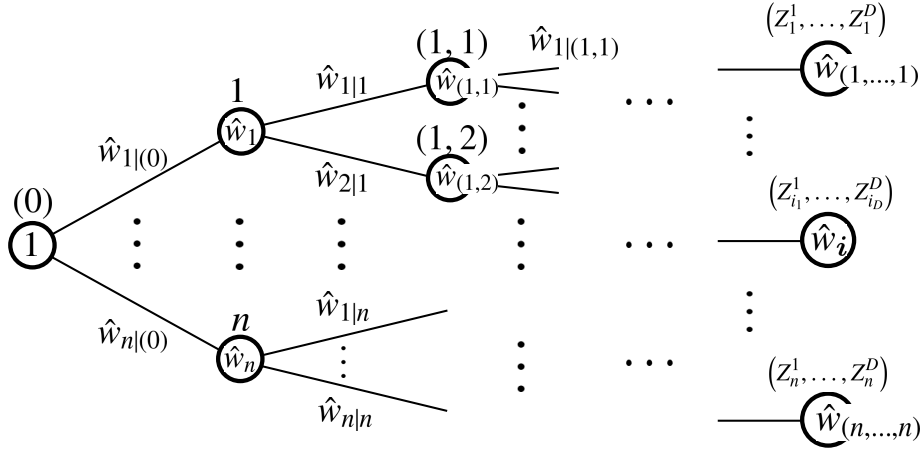 (0)
1
ŵ_{1|(0)}
ŵ_{n|(0)}
1
ŵ_1
n
ŵ_n
ŵ_{1|1}
ŵ_{2|1}
ŵ_{1|n}
ŵ_{n|n}
(1, 1)
ŵ_{(1,1)}
(1, 2)
ŵ_{(1,2)}
ŵ_{1|(1,1)}
(Z_1^1, . . . , Z_1^D)
ŵ_{(1,...,1)}
(Z_{i_1}^1, . . . , Z_{i_D}^D)
ŵ_i
(Z_n^1, . . . , Z_n^D)
ŵ_{(n,...,n)}